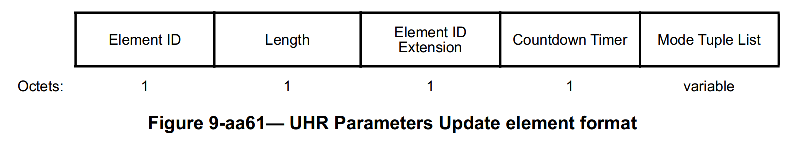 Element ID Length Element ID Extension Countdown Timer Mode Tuple List
Octets: 1 1 1 1 variable
Figure 9-aa61— UHR Parameters Update element format